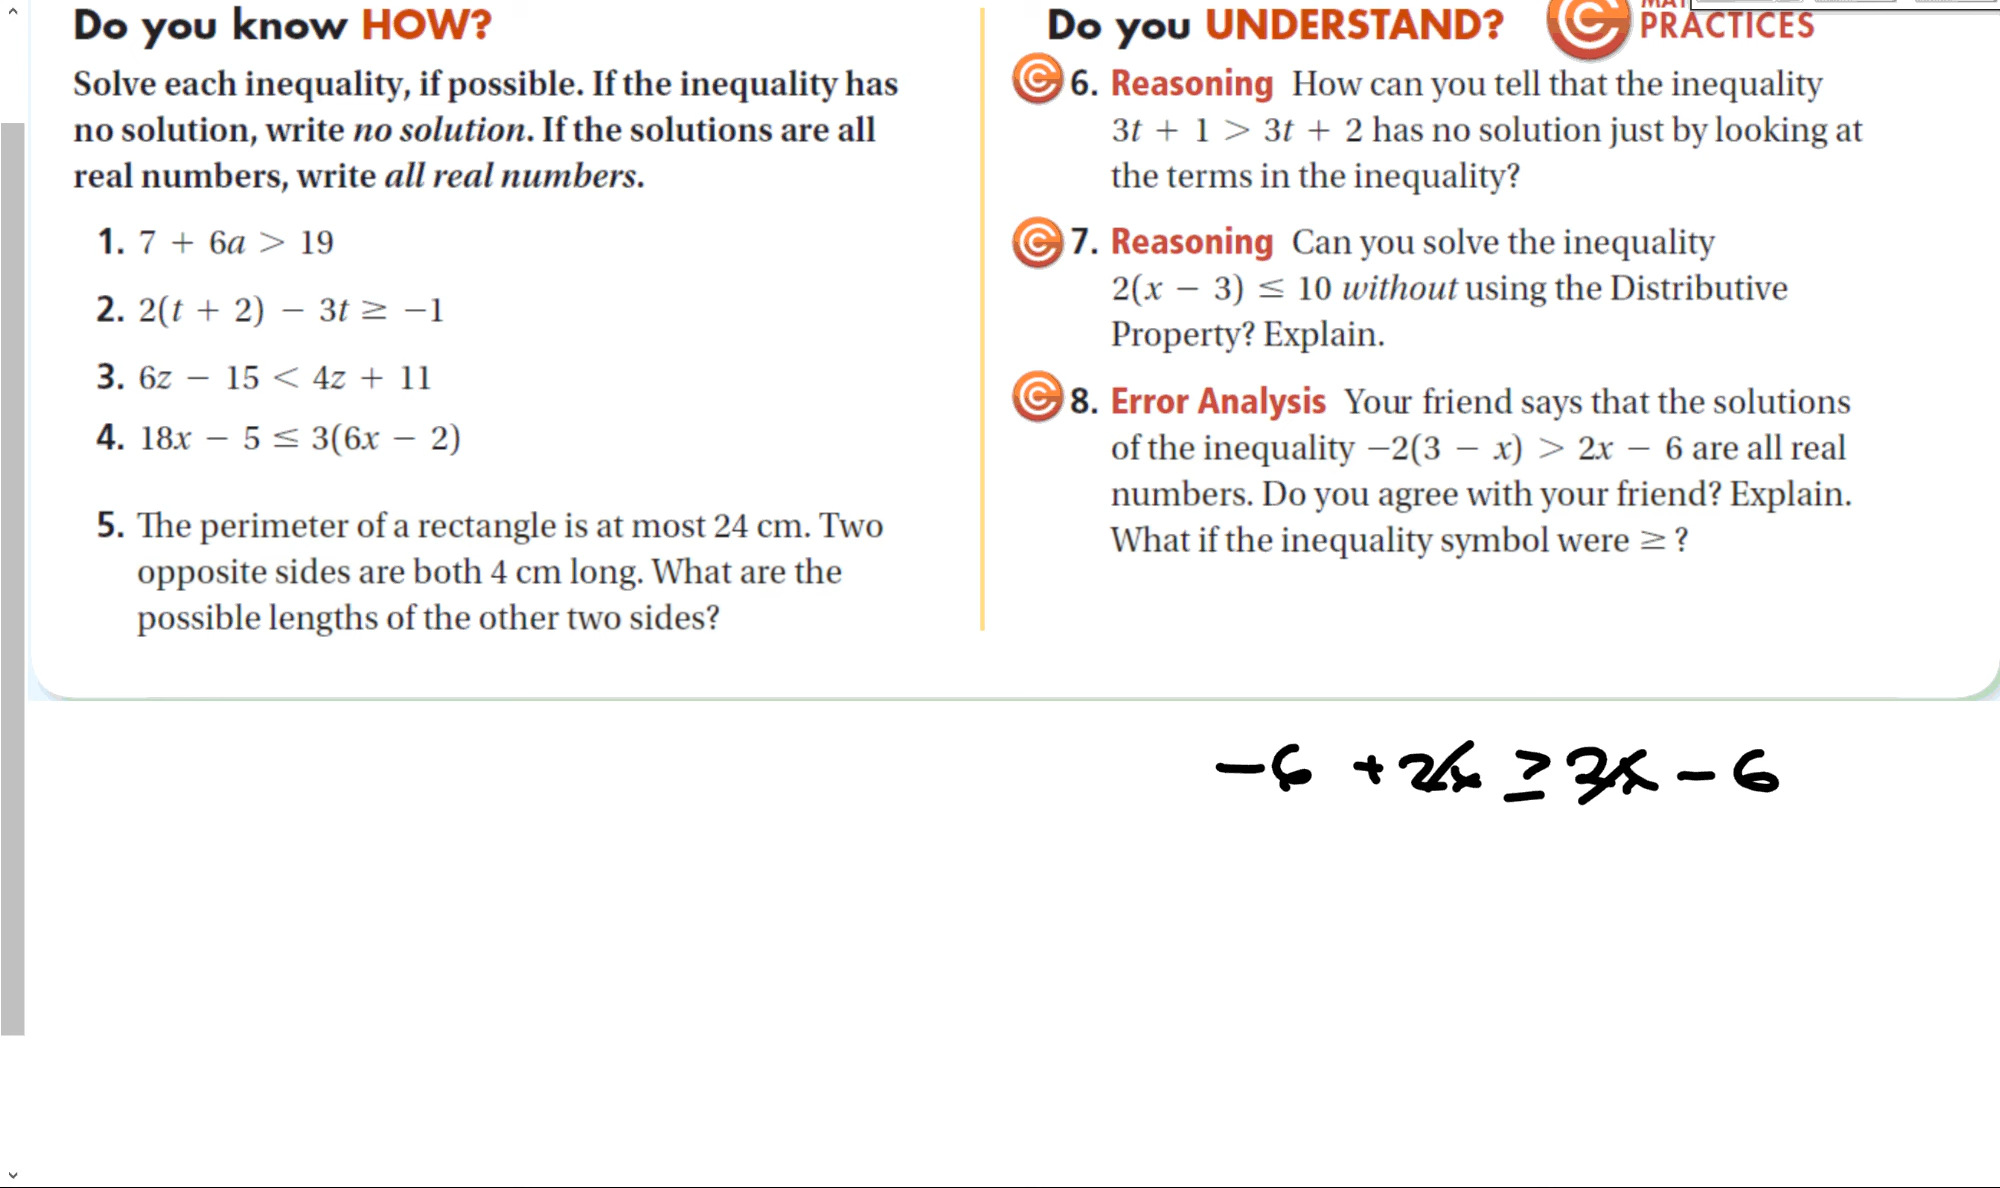 Do you know HOW?
Solve each inequality, if possible. If the inequality has
no solution, write no solution. If the solutions are all
real numbers, write all real numbers.
1. 7 + 6a > 19
2. 2(t + 2) − 3t ≥ −1
3. 6z − 15 < 4z + 11
4. 18x − 5 ≤ 3(6x − 2)
5. The perimeter of a rectangle is at most 24 cm. Two
opposite sides are both 4 cm long. What are the
possible lengths of the other two sides?
Do you UNDERSTAND?
PRACTICES
6. Reasoning How can you tell that the inequality
3t + 1 > 3t + 2 has no solution just by looking at
the terms in the inequality?
7. Reasoning Can you solve the inequality
2(x − 3) ≤ 10 without using the Distributive
Property? Explain.
8. Error Analysis Your friend says that the solutions
of the inequality −2(3 − x) > 2x − 6 are all real
numbers. Do you agree with your friend? Explain.
What if the inequality symbol were ≥ ?
−6 + 2x ≥ 2x − 6